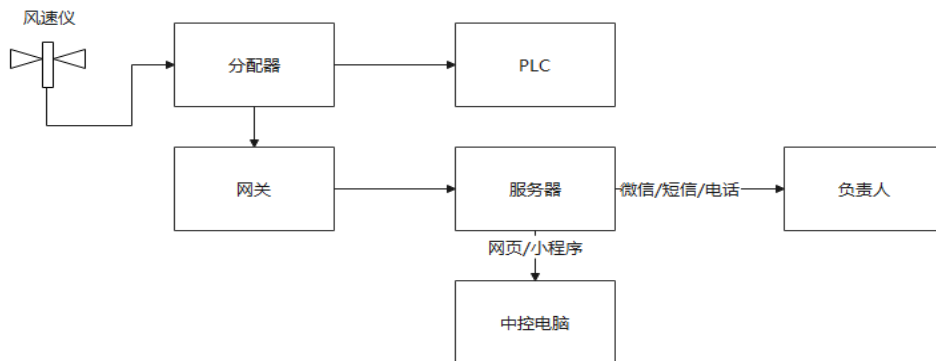 风速仪
分配器
PLC
网关
服务器
微信/短信/电话
负责人
网页/小程序
中控电脑